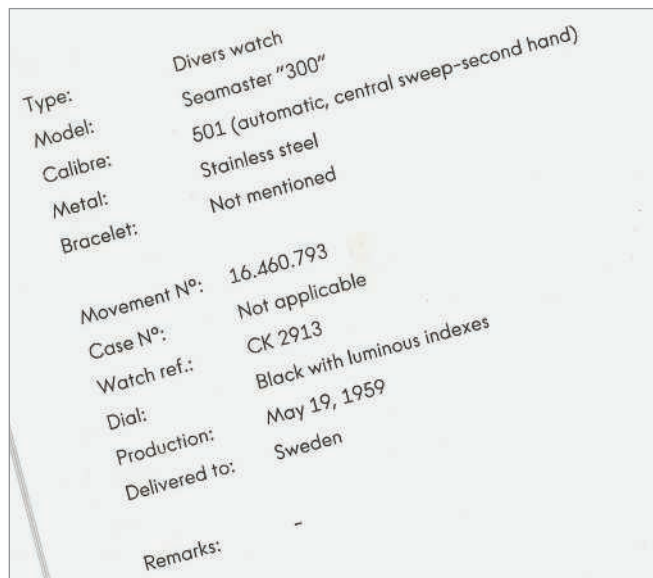 Type: Divers watch
Model: Seamaster "300"
Calibre: 501 (automatic, central sweep-second hand)
Metal: Stainless steel
Bracelet: Not mentioned
Movement Nº: 16.460.793
Case Nº: Not applicable
Watch ref.: CK 2913
Dial: Black with luminous indexes
Production: May 19, 1959
Delivered to: Sweden
Remarks: -